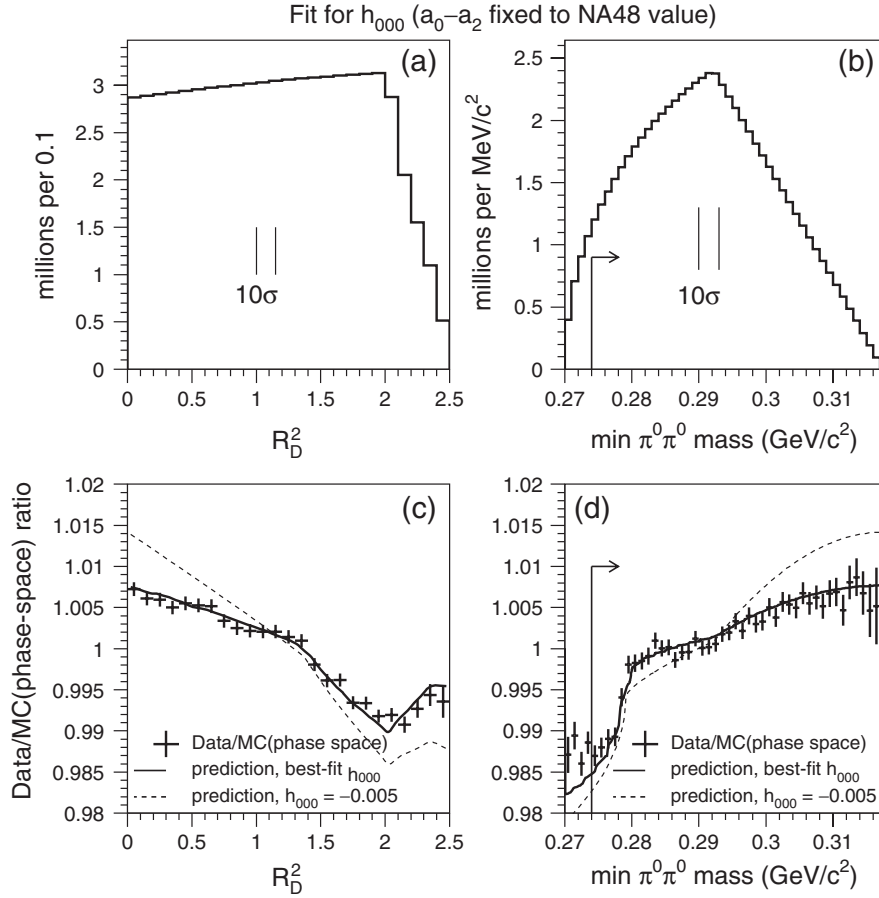 Fit for h000 (a0–a2 fixed to NA48 value)
(a)
millions per 0.1
3
2.5
2
1.5
1
0.5
0
10σ
0 0.5 1 1.5 2 2.5
R_D^2
(b)
millions per MeV/c2
2.5
2
1.5
1
0.5
0
10σ
0.27 0.28 0.29 0.3 0.31
min π0π0 mass (GeV/c2)
(c)
Data/MC(phase-space) ratio
1.02
1.015
1.01
1.005
1
0.995
0.99
0.985
0.98
Data/MC(phase space)
prediction, best-fit h000
prediction, h000 = −0.005
0 0.5 1 1.5 2 2.5
R_D^2
(d)
1.02
1.015
1.01
1.005
1
0.995
0.99
0.985
0.98
Data/MC(phase space)
prediction, best-fit h000
prediction, h000 = −0.005
0.27 0.28 0.29 0.3 0.31
min π0π0 mass (GeV/c2)